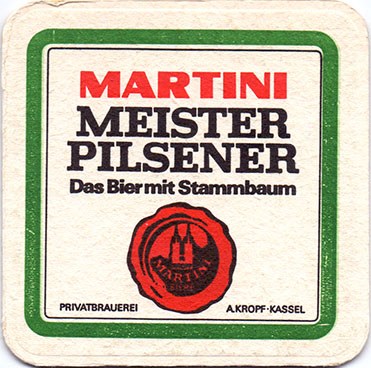 MARTINI
MEISTER
PILSENER
Das Bier mit Stammbaum
MARTINI
PRIVATBRAUEREI A.KROPF·KASSEL